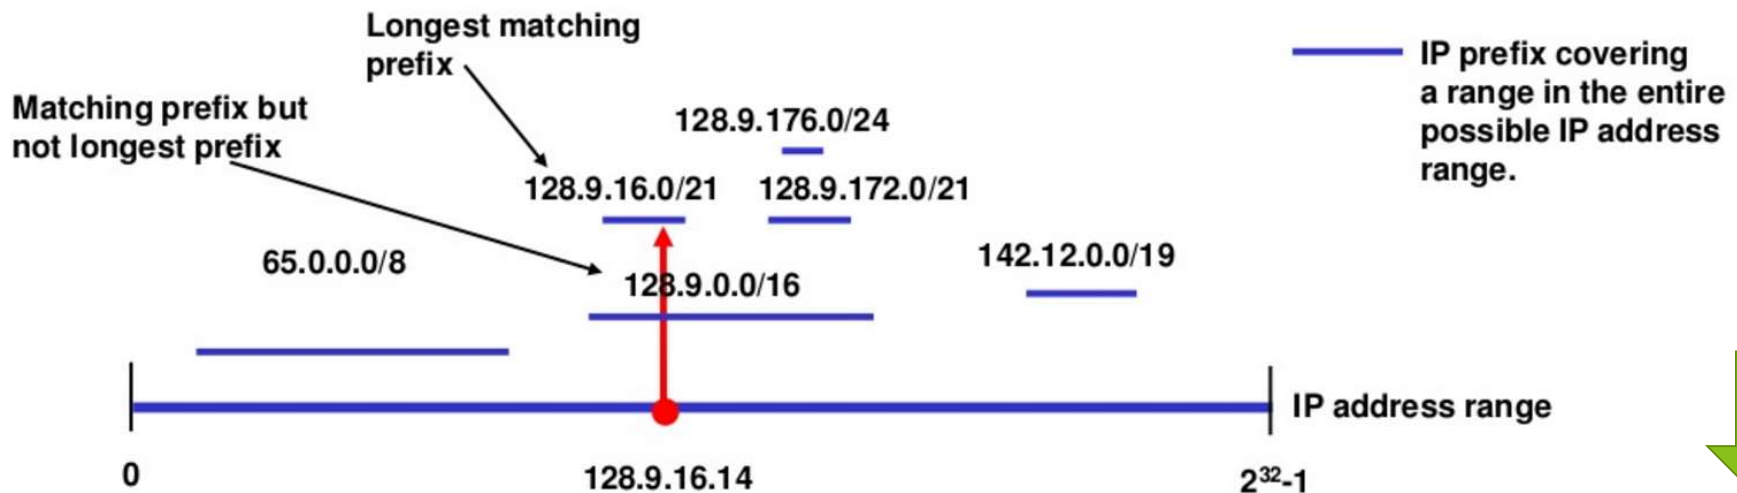 Longest matching
prefix
Matching prefix but
not longest prefix
IP prefix covering
a range in the entire
possible IP address
range.
128.9.176.0/24
128.9.16.0/21
128.9.172.0/21
65.0.0.0/8
128.9.0.0/16
142.12.0.0/19
IP address range
0
128.9.16.14
2³²-1